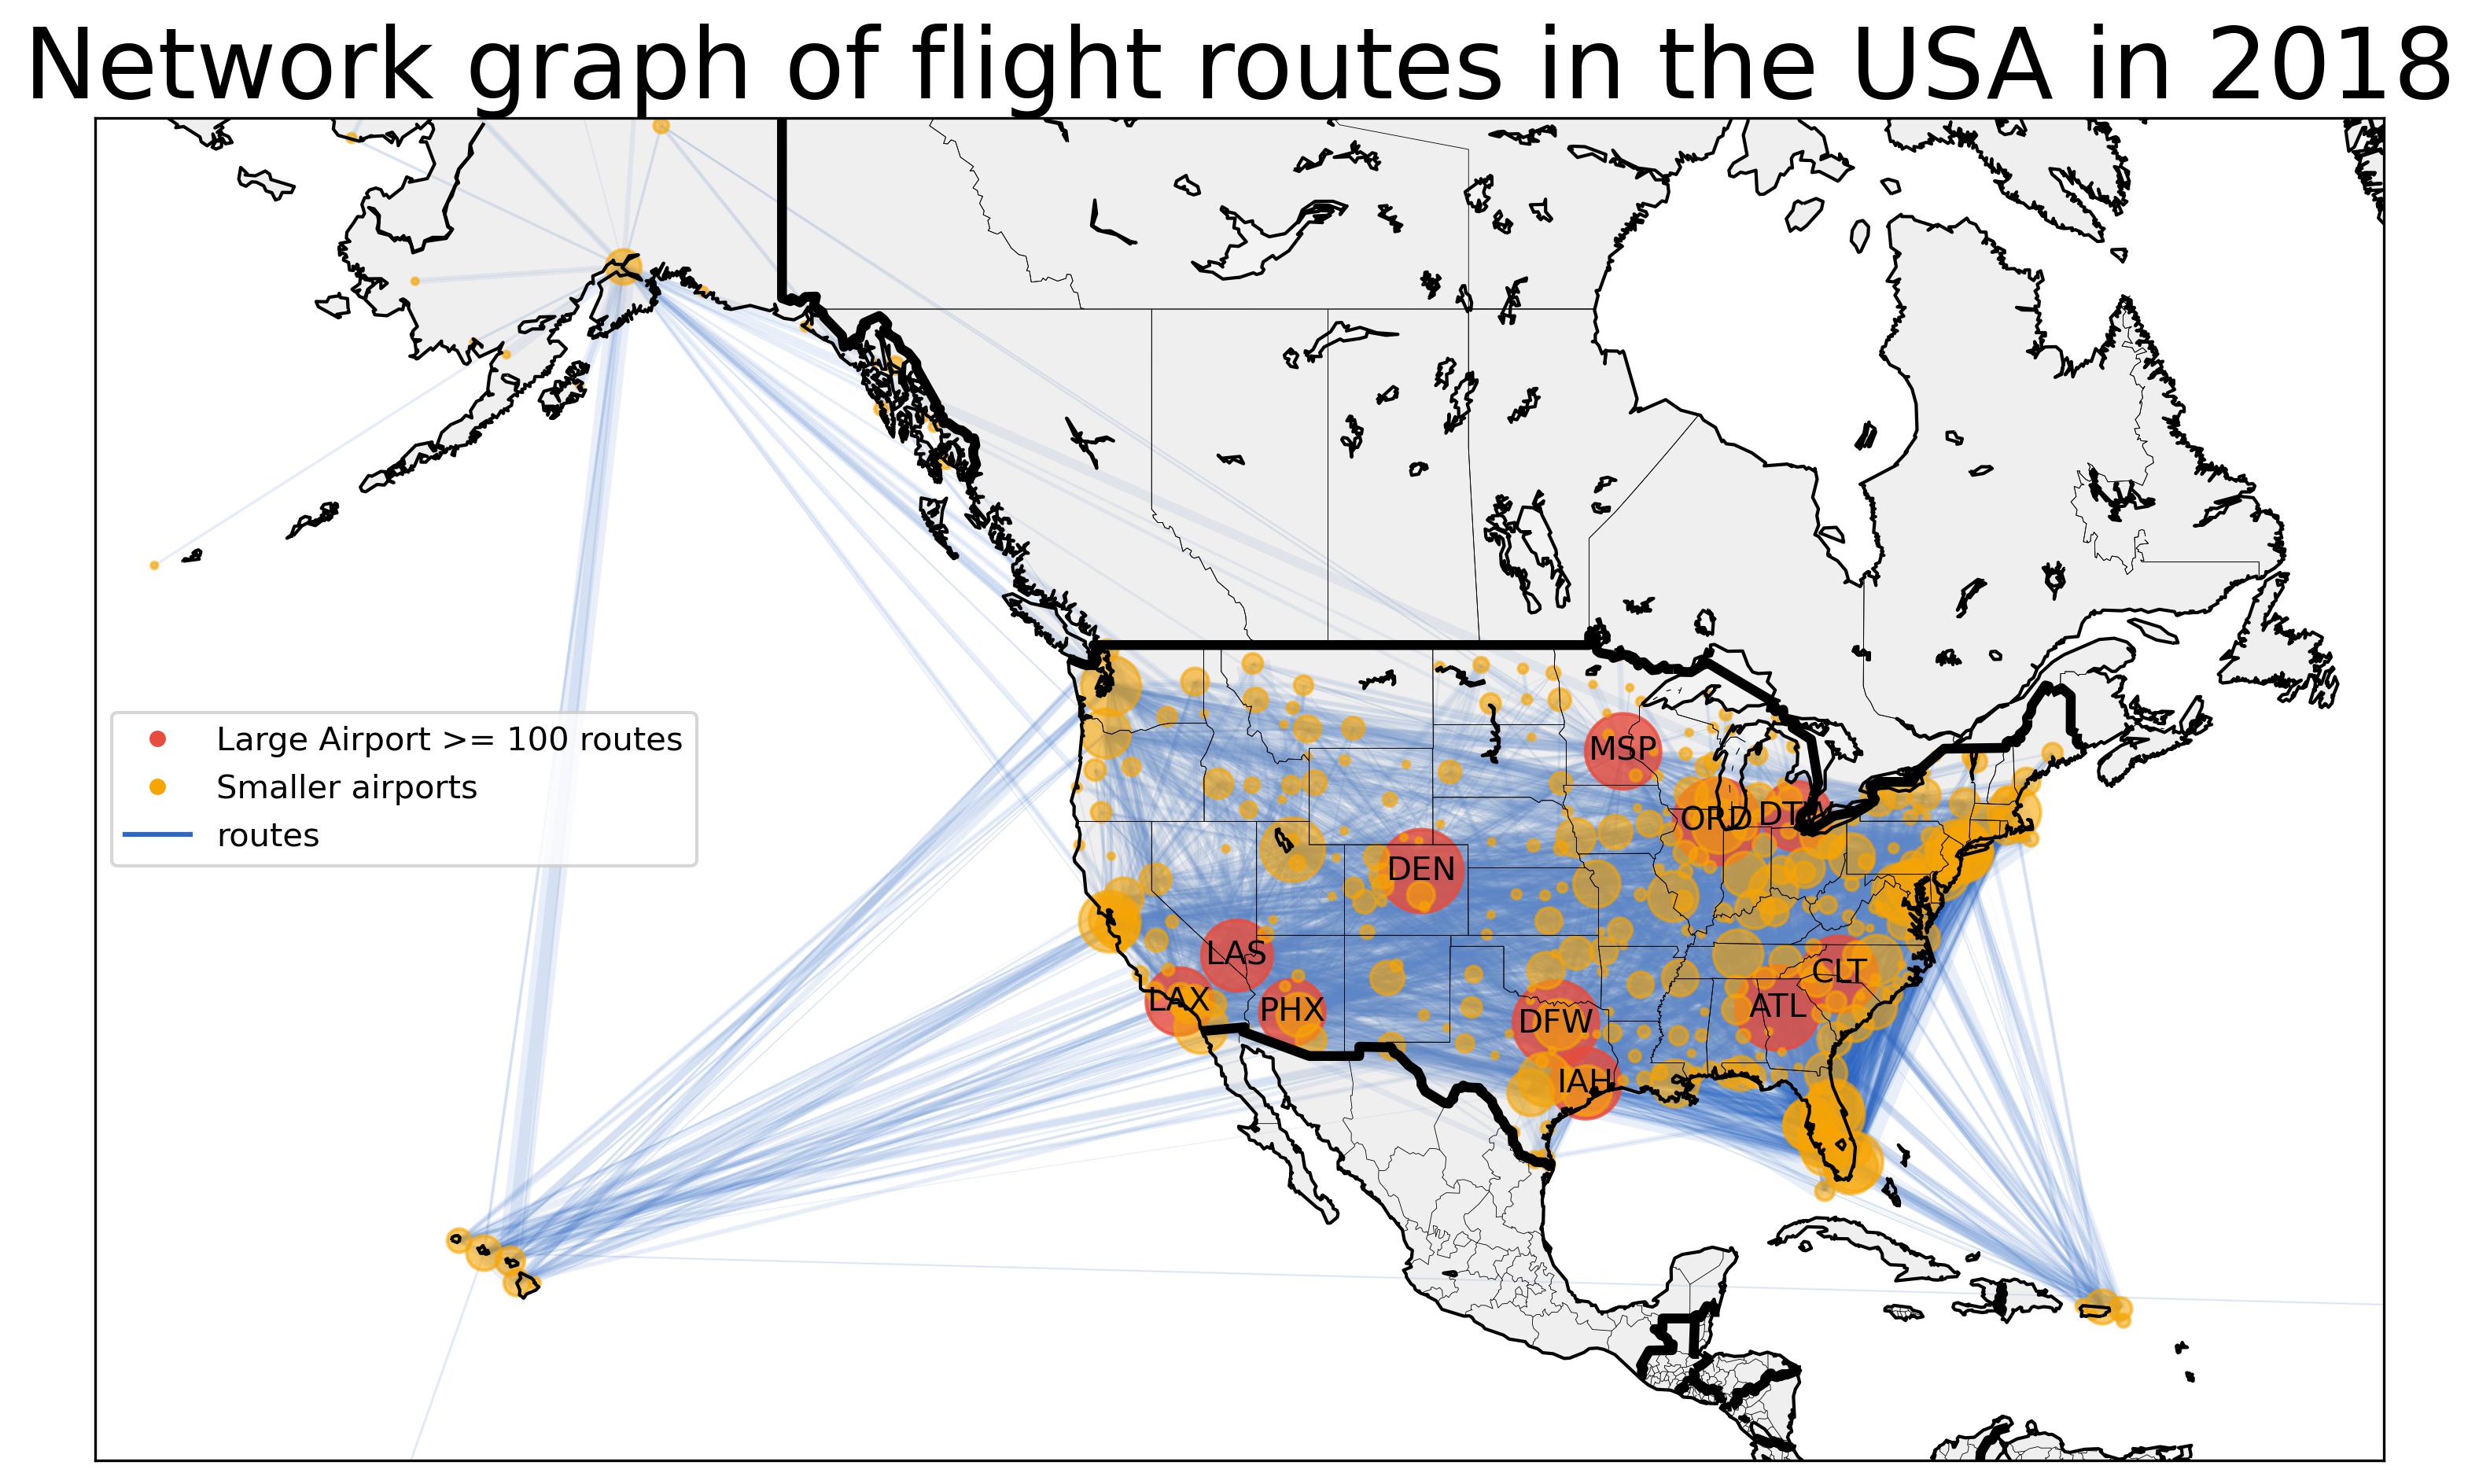 Network graph of flight routes in the USA in 2018
Large Airport >= 100 routes
Smaller airports
routes
MSP
ORD
DTW
DEN
LAS
CLT
LAX
PHX
DFW
ATL
IAH